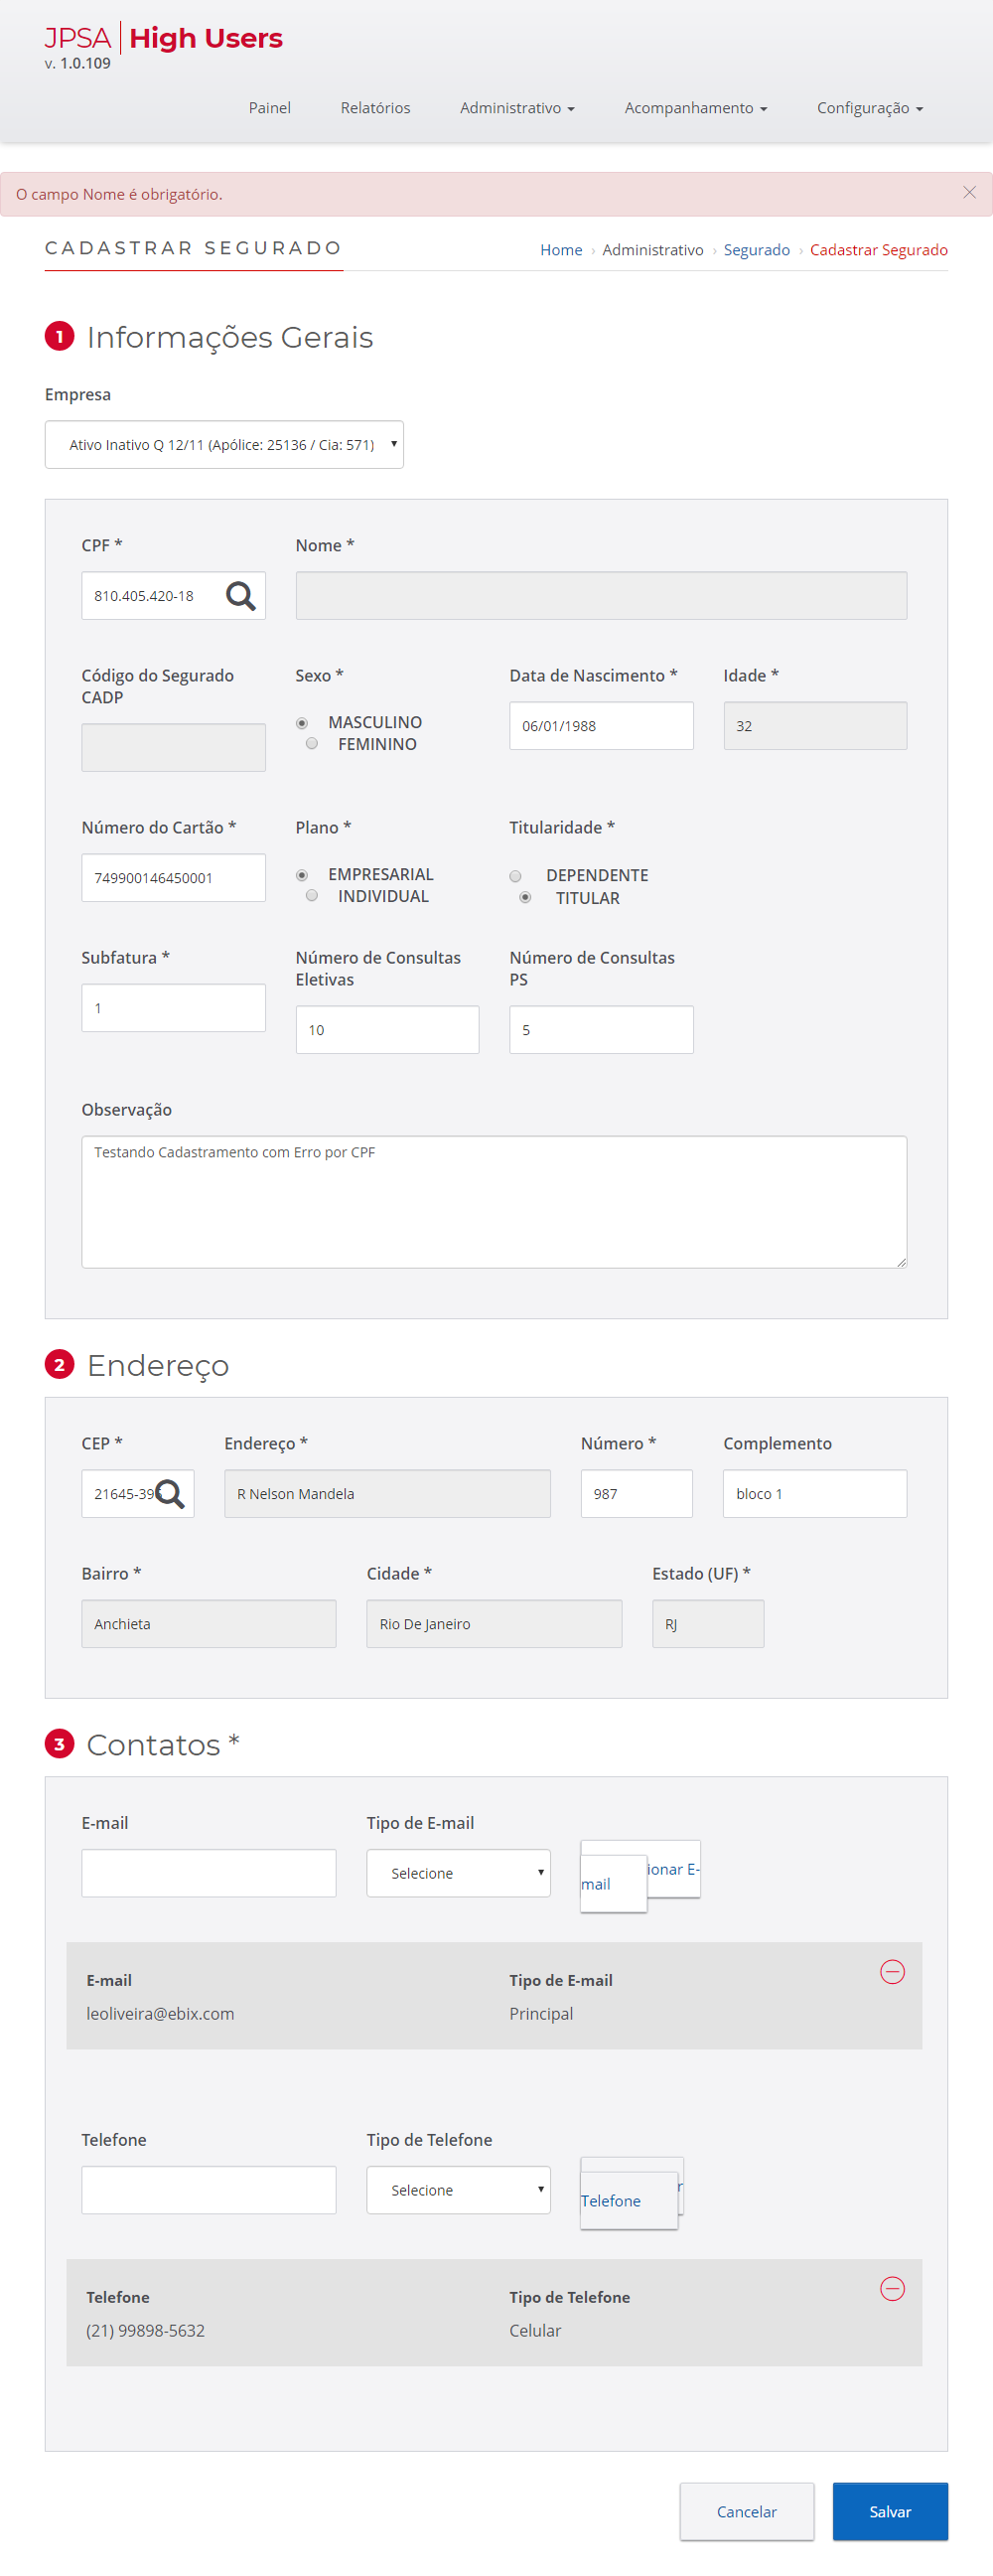 JPSA | High Users
v. 1.0.109
Painel Relatórios Administrativo Acompanhamento Configuração
O campo Nome é obrigatório.
CADASTRAR SEGURADO
Home › Administrativo › Segurado › Cadastrar Segurado
1 Informações Gerais
Empresa
Ativo Inativo Q 12/11 (Apólice: 25136 / Cia: 571)
CPF * Nome *
810.405.420-18
Código do Segurado CADP
Sexo *
MASCULINO
FEMININO
Data de Nascimento *
06/01/1988
Idade *
32
Número do Cartão *
749900146450001
Plano *
EMPRESARIAL
INDIVIDUAL
Titularidade *
DEPENDENTE
TITULAR
Subfatura *
1
Número de Consultas
Eletivas
10
Número de Consultas
PS
5
Observação
Testando Cadastramento com Erro por CPF
2 Endereço
CEP * Endereço * Número * Complemento
21645-395 R Nelson Mandela 987 bloco 1
Bairro * Cidade * Estado (UF) *
Anchieta Rio De Janeiro RJ
3 Contatos *
E-mail Tipo de E-mail
Selecione
ionar E-
mail
E-mail Tipo de E-mail
leoliveira@ebix.com Principal
Telefone Tipo de Telefone
Selecione
r
Telefone
Telefone Tipo de Telefone
(21) 99898-5632 Celular
Cancelar Salvar